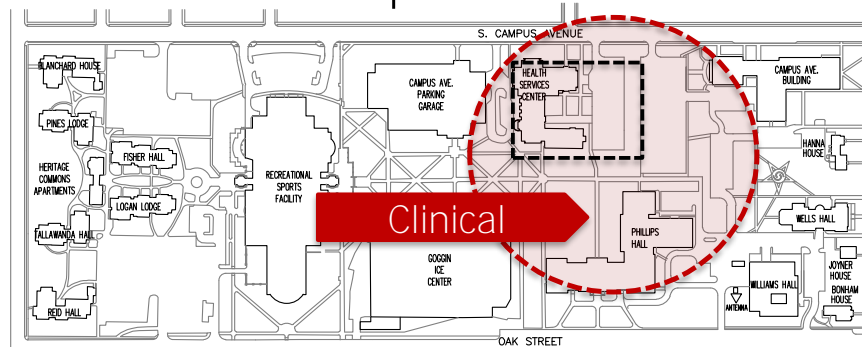 S. CAMPUS AVENUE
BLANCHARD HOUSE
PINES LODGE
FISHER HALL
HERITAGE
COMMONS
APARTMENTS
LOGAN LODGE
TALLAWANDA HALL
REID HALL
RECREATIONAL
SPORTS
FACILITY
CAMPUS AVE.
PARKING
GARAGE
HEALTH
SERVICES
CENTER
CAMPUS AVE.
BUILDING
HANNA
HOUSE
Clinical
PHILLIPS
HALL
WELLS HALL
GOGGIN
ICE
CENTER
JOYNER
HOUSE
WILLIAMS HALL
BONHAM
HOUSE
ANTENNA
OAK STREET